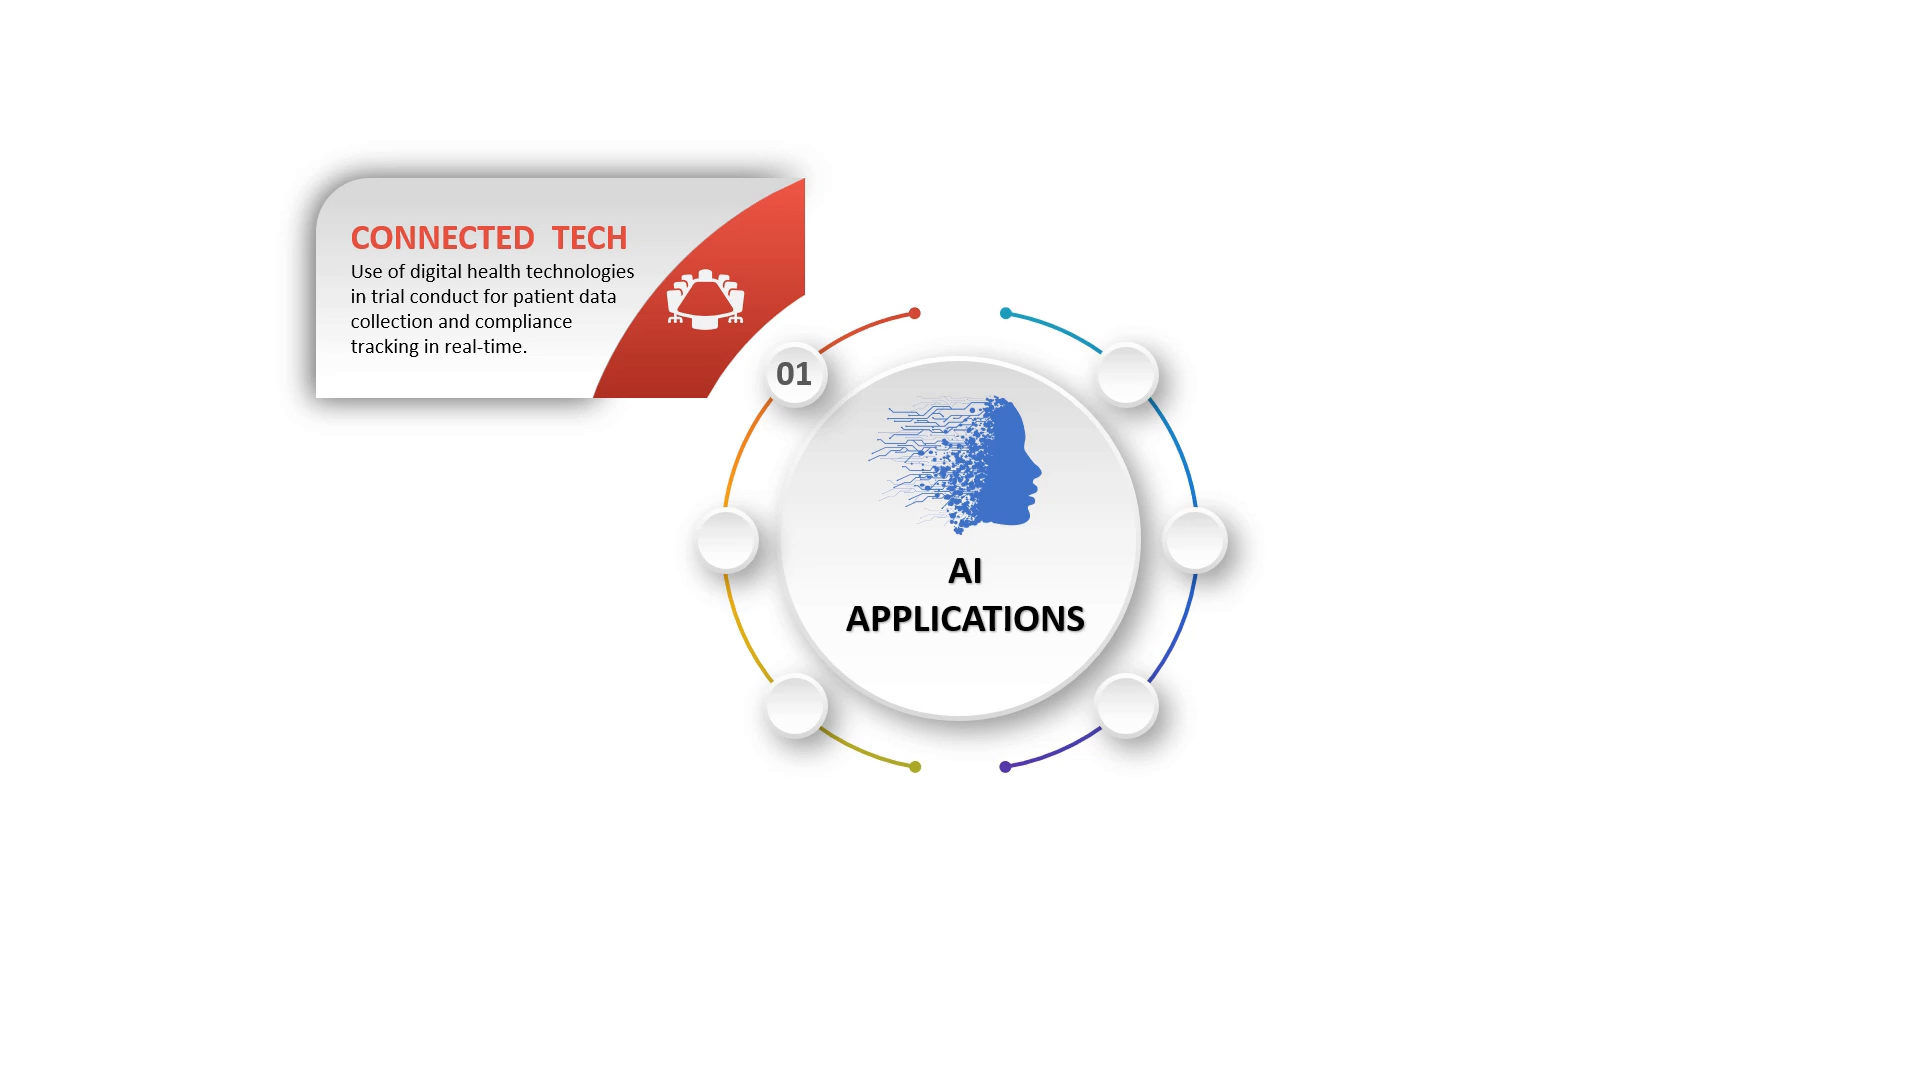 CONNECTED TECH
Use of digital health technologies
in trial conduct for patient data
collection and compliance
tracking in real-time.
01
AI
APPLICATIONS